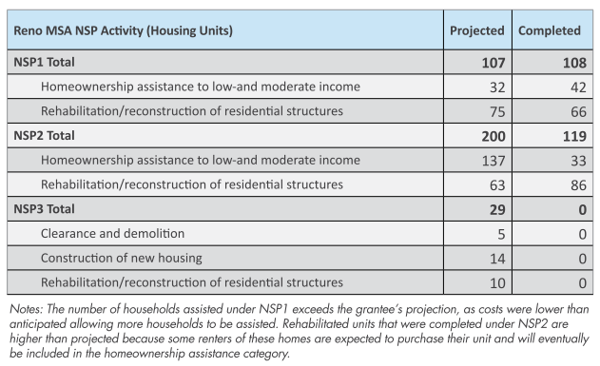 Reno MSA NSP Activity (Housing Units) Projected Completed
NSP1 Total 107 108
Homeownership assistance to low-and moderate income 32 42
Rehabilitation/reconstruction of residential structures 75 66
NSP2 Total 200 119
Homeownership assistance to low-and moderate income 137 33
Rehabilitation/reconstruction of residential structures 63 86
NSP3 Total 29 0
Clearance and demolition 5 0
Construction of new housing 14 0
Rehabilitation/reconstruction of residential structures 10 0
Notes: The number of households assisted under NSP1 exceeds the grantee's projection, as costs were lower than
anticipated allowing more households to be assisted. Rehabilitated units that were completed under NSP2 are
higher than projected because some renters of these homes are expected to purchase their unit and will eventually
be included in the homeownership assistance category.